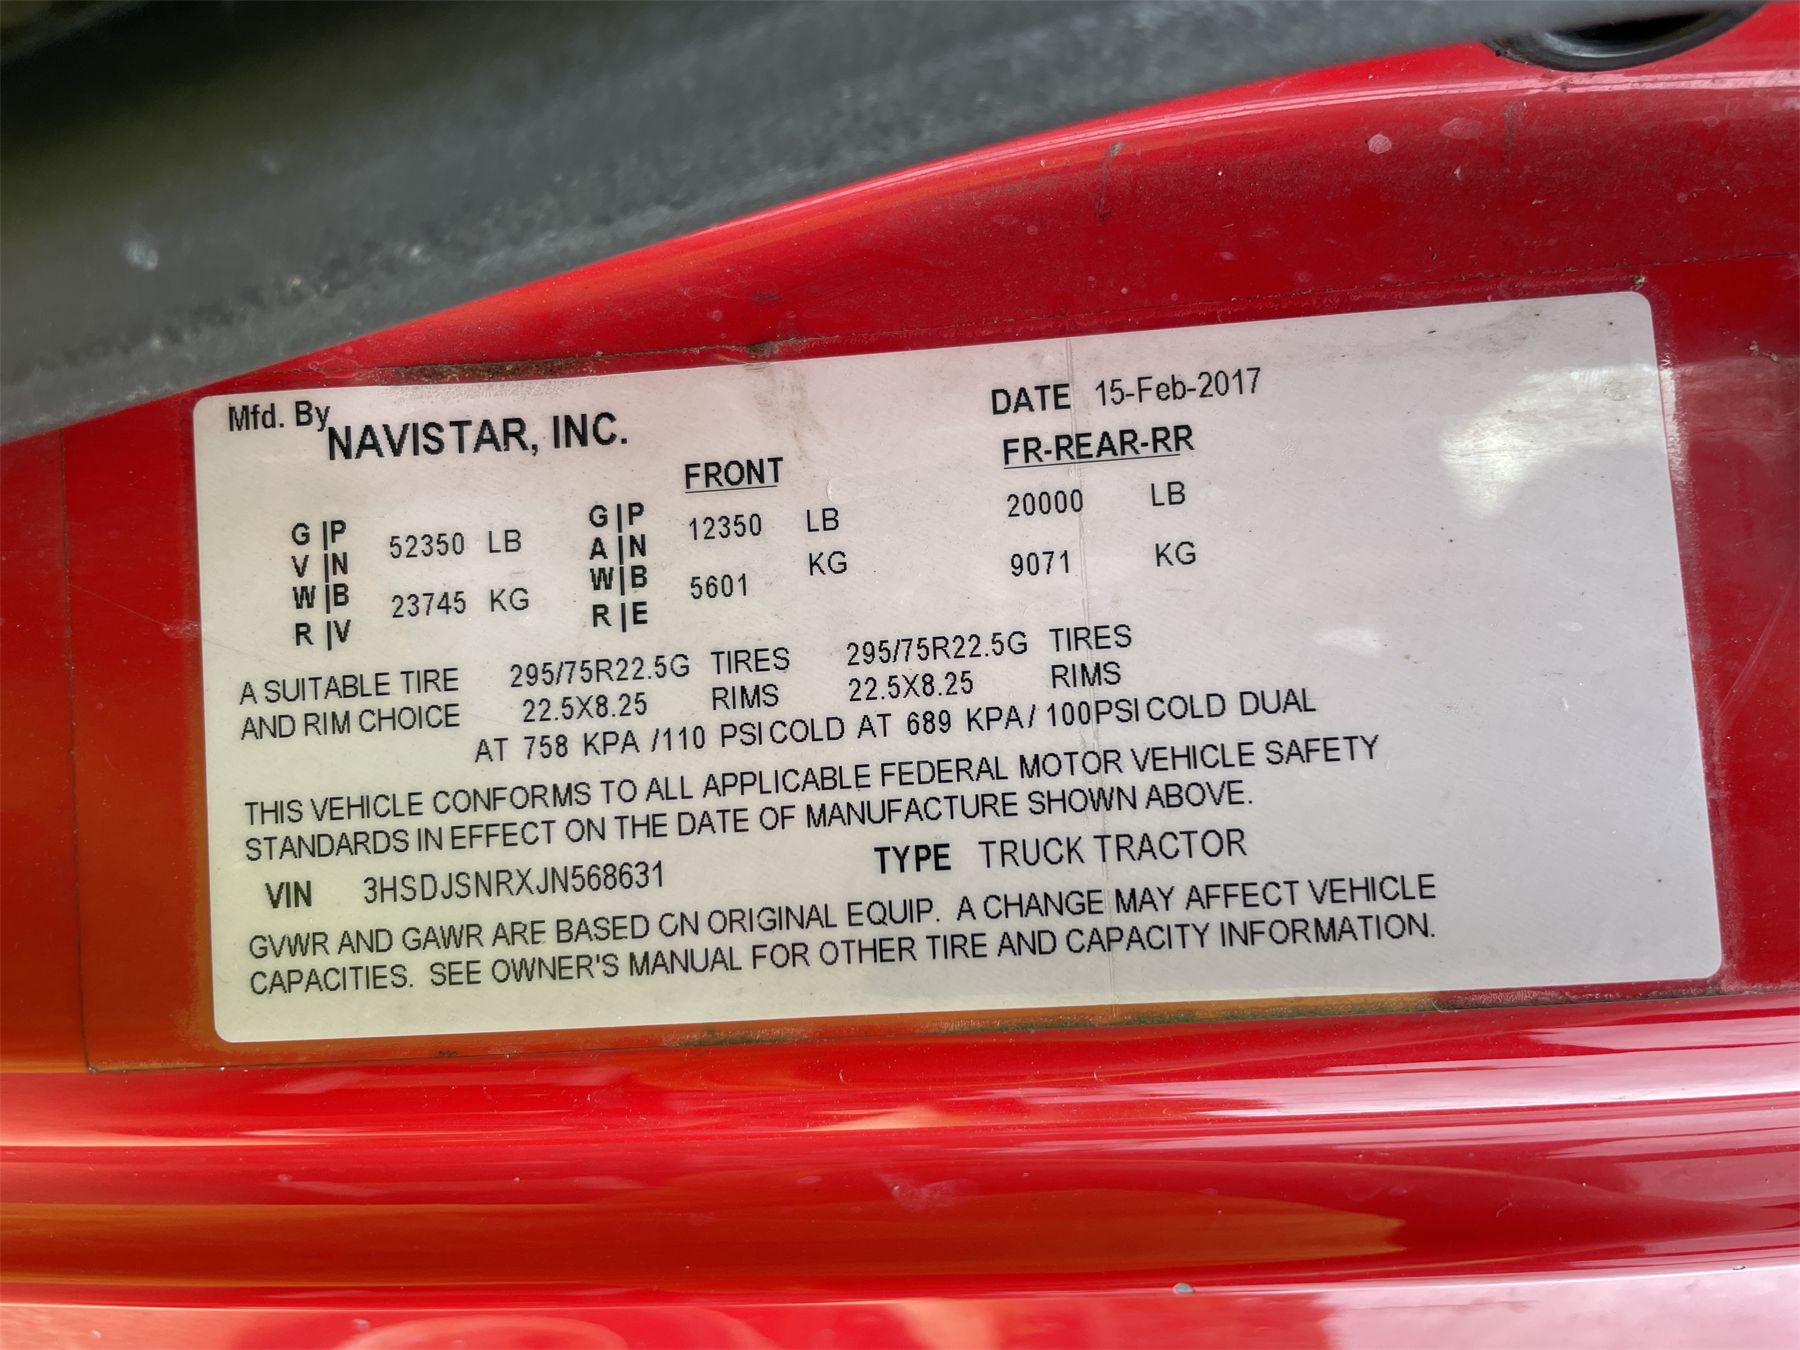 Mfd. By NAVISTAR, INC. DATE 15-Feb-2017
FRONT FR-REAR-RR
G|P 52350 LB G|P 12350 LB 20000 LB
V|N A|N
W|B 23745 KG W|B 5601 KG 9071 KG
R|V R|E
A SUITABLE TIRE 295/75R22.5G TIRES 295/75R22.5G TIRES
AND RIM CHOICE 22.5X8.25 RIMS 22.5X8.25 RIMS
AT 758 KPA /110 PSI COLD AT 689 KPA/ 100PSI COLD DUAL
THIS VEHICLE CONFORMS TO ALL APPLICABLE FEDERAL MOTOR VEHICLE SAFETY
STANDARDS IN EFFECT ON THE DATE OF MANUFACTURE SHOWN ABOVE.
VIN 3HSDJSNRXJN568631 TYPE TRUCK TRACTOR
GVWR AND GAWR ARE BASED ON ORIGINAL EQUIP. A CHANGE MAY AFFECT VEHICLE
CAPACITIES. SEE OWNER'S MANUAL FOR OTHER TIRE AND CAPACITY INFORMATION.